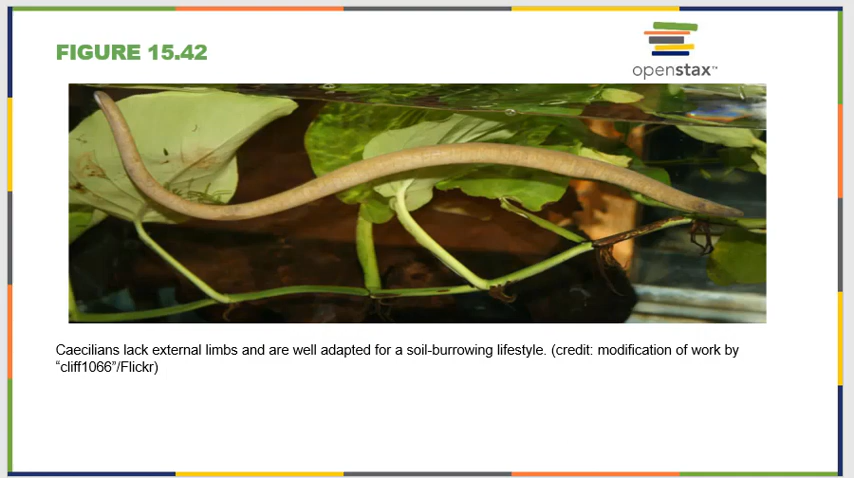 FIGURE 15.42
openstax™
Caecilians lack external limbs and are well adapted for a soil-burrowing lifestyle. (credit: modification of work by
“cliff1066”/Flickr)